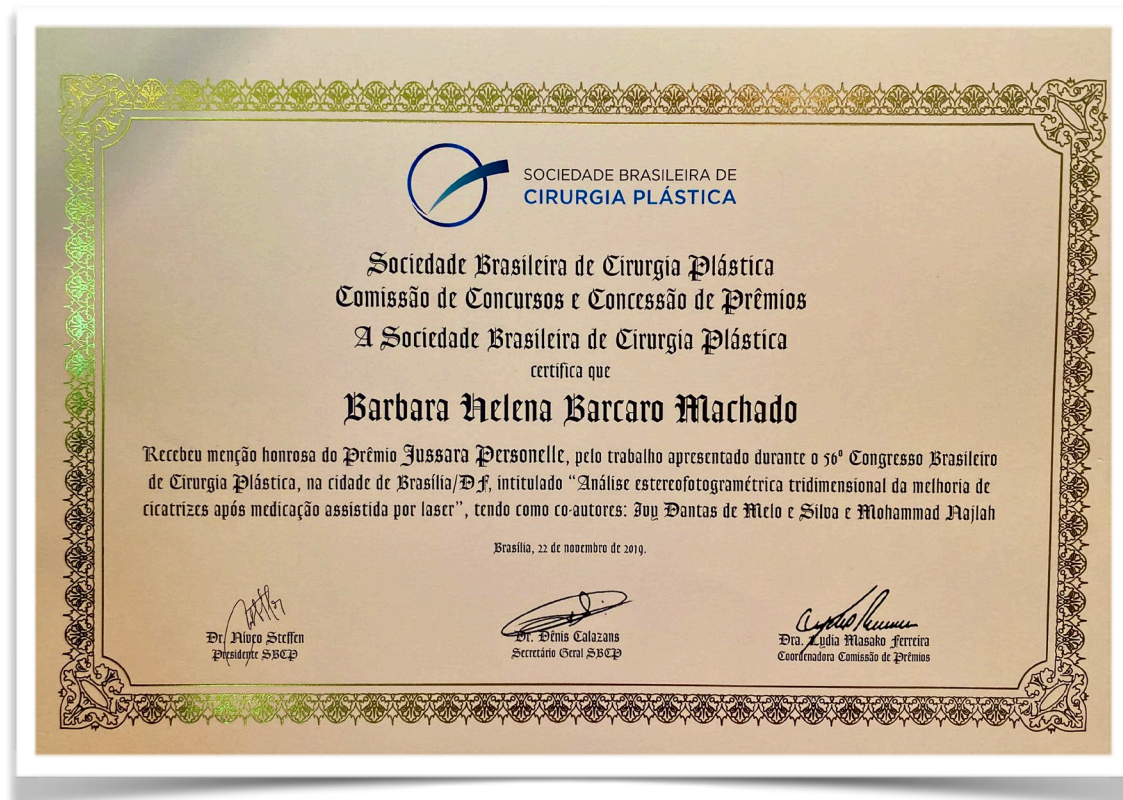 SOCIEDADE BRASILEIRA DE
CIRURGIA PLÁSTICA
Sociedade Brasileira de Cirurgia Plástica
Comissão de Concursos e Concessão de Prêmios
A Sociedade Brasileira de Cirurgia Plástica
certifica que
Barbara Helena Barcaro Machado
Recebeu menção honrosa do Prêmio Jussara Personelle, pelo trabalho apresentado durante o 56º Congresso Brasileiro
de Cirurgia Plástica, na cidade de Brasília/DF, intitulado “Análise estereofotogramétrica tridimensional da melhoria de
cicatrizes após medicação assistida por laser”, tendo como co-autores: Ivy Dantas de Melo e Silva e Mohammad Najlah
Brasília, 22 de novembro de 2019.
Dr. Níveo Steffen
Presidente SBCP
Dr. Dênis Calazans
Secretário Geral SBCP
Dra. Lydia Masako Ferreira
Coordenadora Comissão de Prêmios